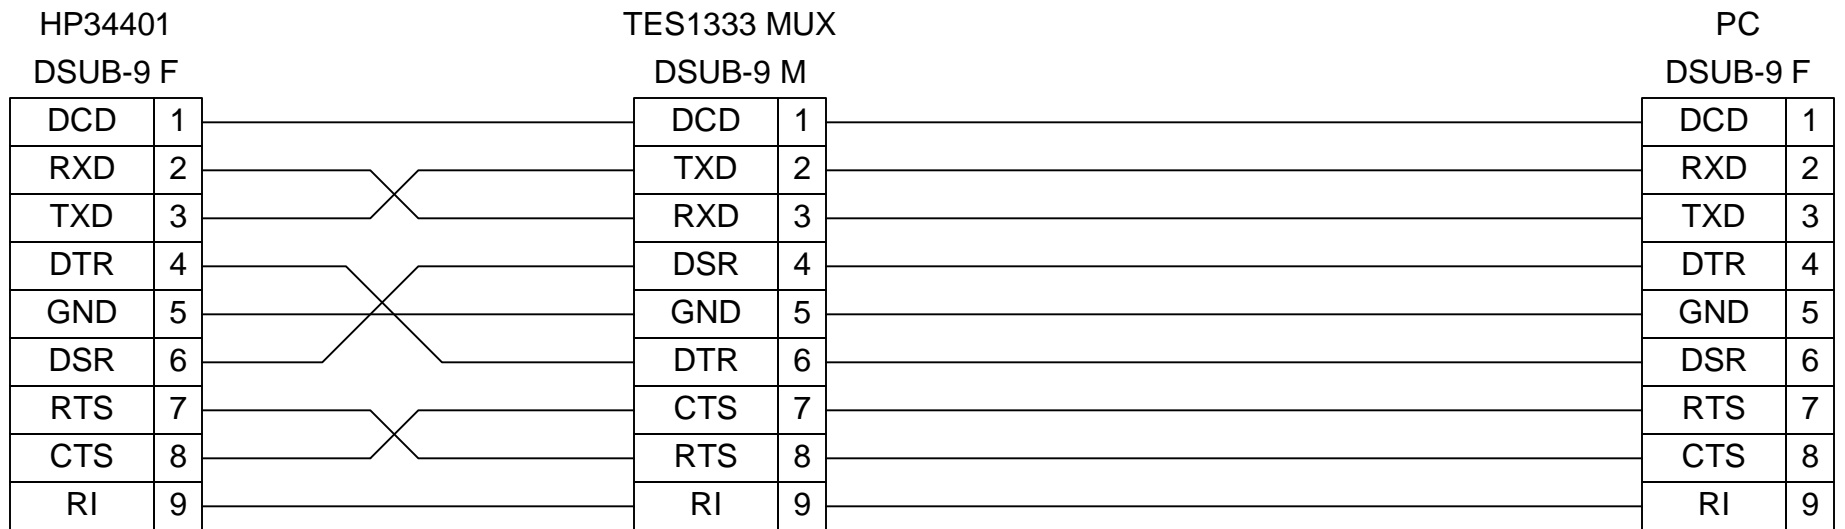 HP34401 TES1333 MUX PC
DSUB-9 F DSUB-9 M DSUB-9 F
DCD 1 DCD 1 DCD 1
RXD 2 TXD 2 RXD 2
TXD 3 RXD 3 TXD 3
DTR 4 DSR 4 DTR 4
GND 5 GND 5 GND 5
DSR 6 DTR 6 DSR 6
RTS 7 CTS 7 RTS 7
CTS 8 RTS 8 CTS 8
RI 9 RI 9 RI 9